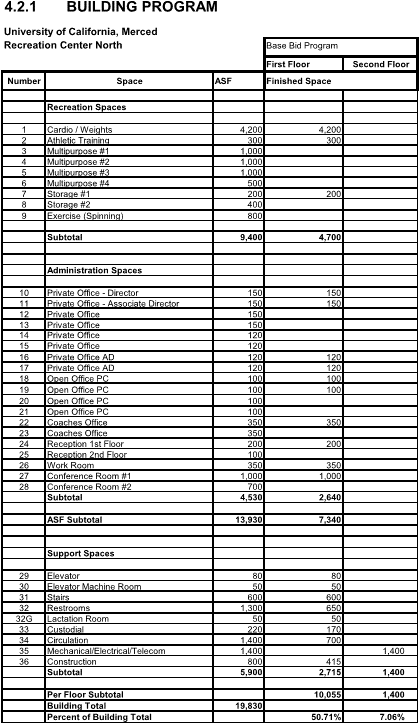 4.2.1 BUILDING PROGRAM
University of California, Merced
Recreation Center North
Base Bid Program
First Floor Second Floor
Number Space ASF Finished Space
Recreation Spaces
1 Cardio / Weights 4,200 4,200
2 Athletic Training 300 300
3 Multipurpose #1 1,000
4 Multipurpose #2 1,000
5 Multipurpose #3 1,000
6 Multipurpose #4 500
7 Storage #1 200 200
8 Storage #2 400
9 Exercise (Spinning) 800
Subtotal 9,400 4,700
Administration Spaces
10 Private Office - Director 150 150
11 Private Office - Associate Director 150 150
12 Private Office 150
13 Private Office 150
14 Private Office 120
15 Private Office 120
16 Private Office AD 120 120
17 Private Office AD 120 120
18 Open Office PC 100 100
19 Open Office PC 100 100
20 Open Office PC 100
21 Open Office PC 100
22 Coaches Office 350 350
23 Coaches Office 350
24 Reception 1st Floor 200 200
25 Reception 2nd Floor 100
26 Work Room 350 350
27 Conference Room #1 1,000 1,000
28 Conference Room #2 700
Subtotal 4,530 2,640
ASF Subtotal 13,930 7,340
Support Spaces
29 Elevator 80 80
30 Elevator Machine Room 50 50
31 Stairs 600 600
32 Restrooms 1,300 650
32G Lactation Room 50 50
33 Custodial 220 170
34 Circulation 1,400 700
35 Mechanical/Electrical/Telecom 1,400 1,400
36 Construction 800 415
Subtotal 5,900 2,715 1,400
Per Floor Subtotal 10,055 1,400
Building Total 19,830
Percent of Building Total 50.71% 7.06%